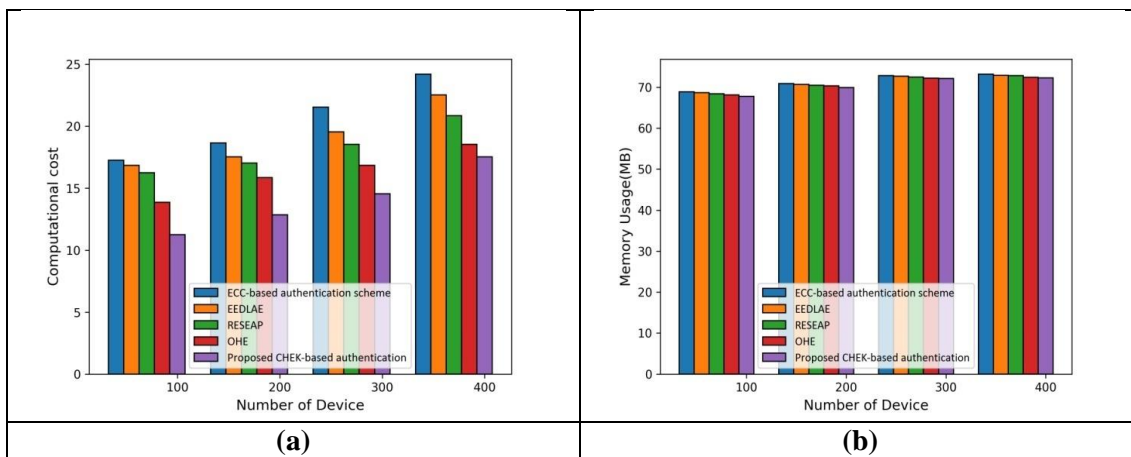 25
20
15
10
5
0
Computational cost
ECC-based authentication scheme
EEDLAE
RESEAP
OHE
Proposed CHEK-based authentication
100
200
300
400
Number of Device
(a)
70
60
50
40
30
20
10
0
Memory Usage(MB)
ECC-based authentication scheme
EEDLAE
RESEAP
OHE
Proposed CHEK-based authentication
100
200
300
400
Number of Device
(b)